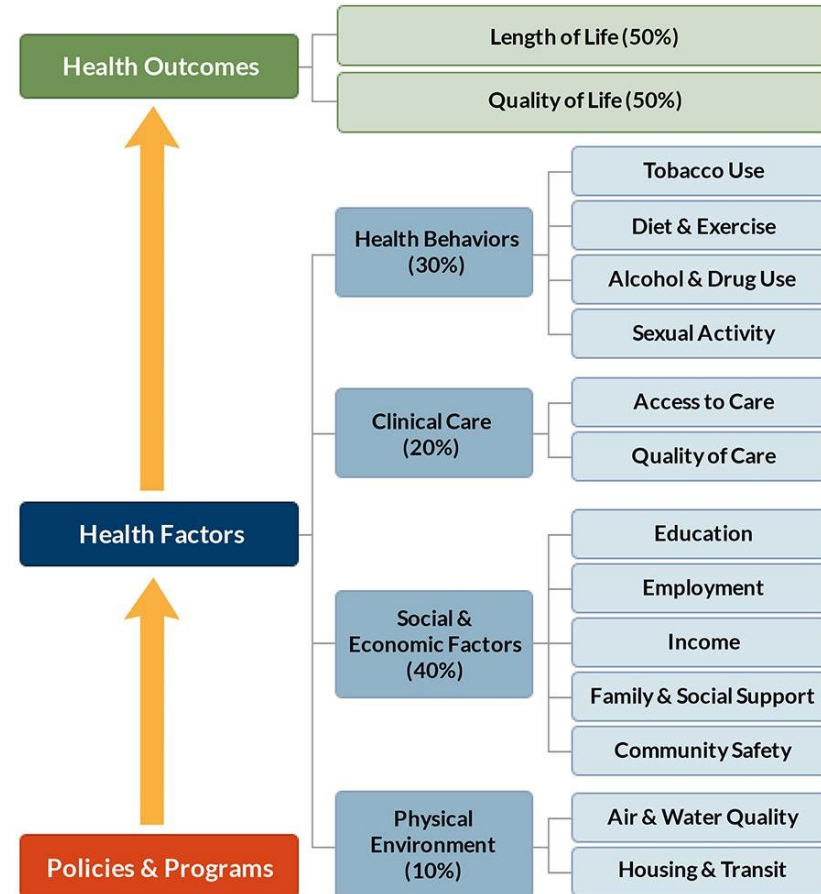 Health Outcomes
Length of Life (50%)
Quality of Life (50%)
Health Behaviors
(30%)
Tobacco Use
Diet & Exercise
Alcohol & Drug Use
Sexual Activity
Clinical Care
(20%)
Access to Care
Quality of Care
Health Factors
Social &
Economic Factors
(40%)
Education
Employment
Income
Family & Social Support
Community Safety
Physical
Environment
(10%)
Air & Water Quality
Housing & Transit
Policies & Programs